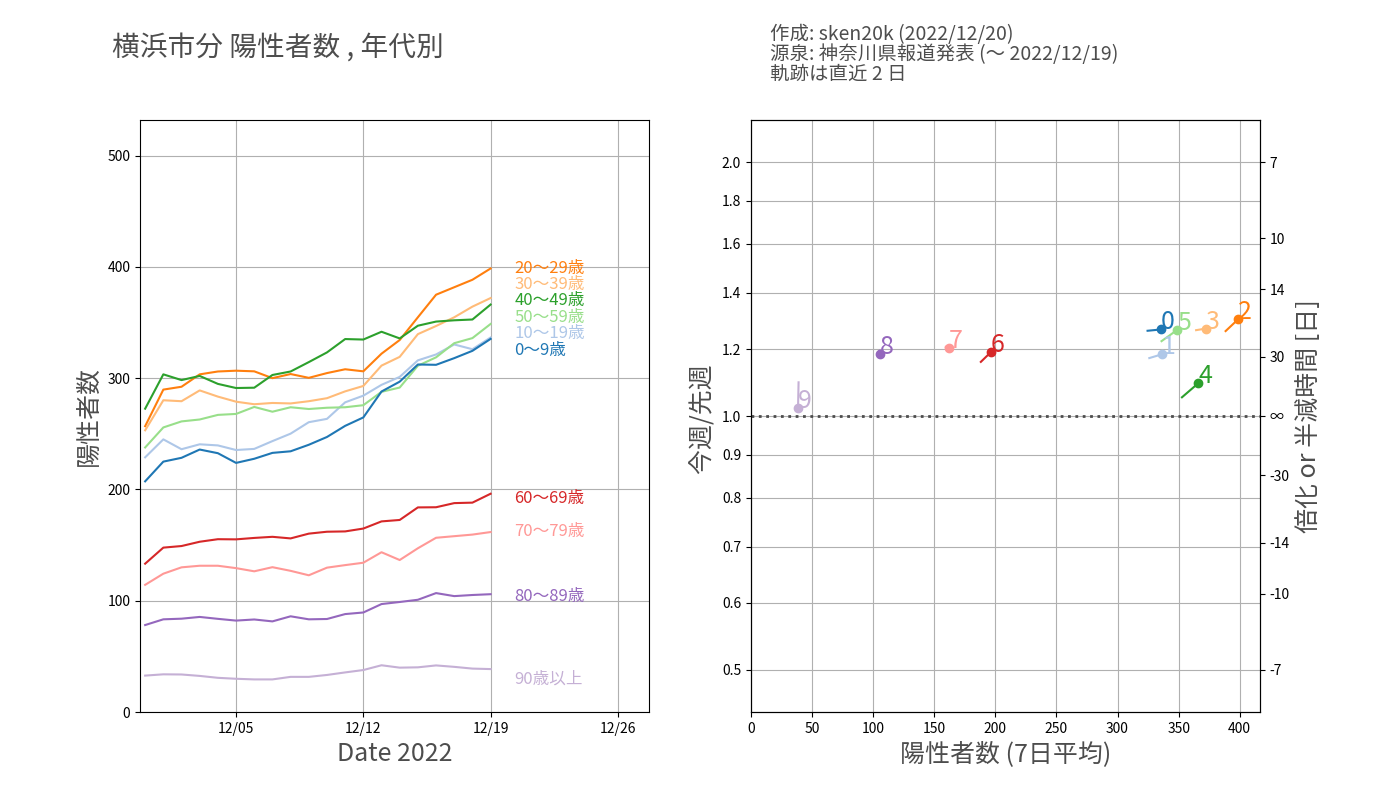 横浜市分 陽性者数 , 年代別
作成: sken20k (2022/12/20)
源泉: 神奈川県報道発表 (〜 2022/12/19)
軌跡は直近 2 日
陽性者数
500
400
300
200
100
0
12/05
12/12
12/19
12/26
Date 2022
20〜29歳
30〜39歳
40〜49歳
50〜59歳
10〜19歳
0〜9歳
60〜69歳
70〜79歳
80〜89歳
90歳以上
今週/先週
2.0
1.8
1.6
1.4
1.2
1.0
0.9
0.8
0.7
0.6
0.5
0
50
100
150
200
250
300
350
400
陽性者数 (7日平均)
9
8
7
6
0
1
5
4
3
2
7
10
14
30
∞
-30
-14
-10
-7
倍化 or 半減時間 [日]